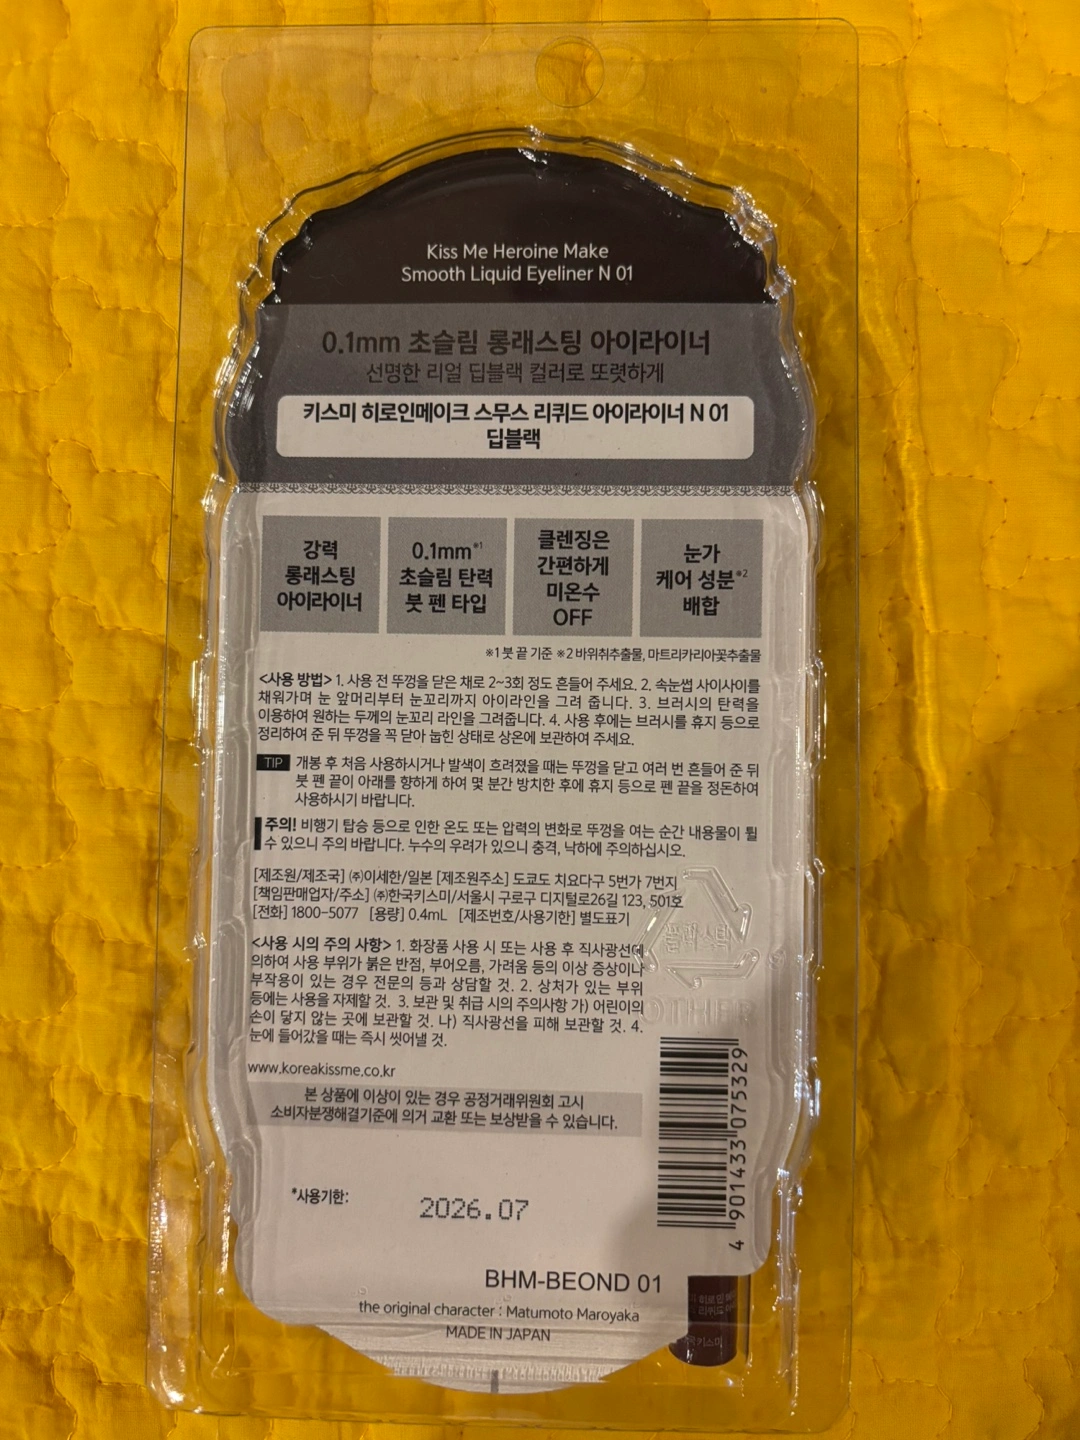 Kiss Me Heroine Make
Smooth Liquid Eyeliner N 01
0.1mm 초슬림 롱래스팅 아이라이너
선명한 리얼 딥블랙 컬러로 또렷하게
키스미 히로인메이크 스무스 리퀴드 아이라이너 N 01
딥블랙
강력
롱래스팅
아이라이너
0.1mm※1
초슬림 탄력
붓 펜 타입
클렌징은
간편하게
미온수
OFF
눈가
케어 성분※2
배합
※1 붓 끝 기준 ※2 바위취추출물, 마트리카리아꽃추출물
<사용 방법> 1. 사용 전 뚜껑을 닫은 채로 2~3회 정도 흔들어 주세요. 2. 속눈썹 사이사이를
채워가며 눈 앞머리부터 눈꼬리까지 아이라인을 그려 줍니다. 3. 브러시의 탄력을
이용하여 원하는 두께의 눈꼬리 라인을 그려줍니다. 4. 사용 후에는 브러시를 휴지 등으로
정리하여 준 뒤 뚜껑을 꼭 닫아 눕힌 상태로 상온에 보관하여 주세요.
TIP 개봉 후 처음 사용하시거나 발색이 흐려졌을 때는 뚜껑을 닫고 여러 번 흔들어 준 뒤
붓 펜 끝이 아래를 향하게 하여 몇 분간 방치한 후에 휴지 등으로 펜 끝을 정돈하여
사용하시기 바랍니다.
주의! 비행기 탑승 등으로 인한 온도 또는 압력의 변화로 뚜껑을 여는 순간 내용물이 튈
수 있으니 주의 바랍니다. 누수의 우려가 있으니 충격, 낙하에 주의하십시오.
[제조원/제조국] ㈜이세한/일본 [제조원주소] 도쿄도 치요다구 5번가 7번지
[책임판매업자/주소] ㈜한국키스미/서울시 구로구 디지털로26길 123, 501호
[전화] 1800-5077 [용량] 0.4mL [제조번호/사용기한] 별도표기
<사용 시의 주의 사항> 1. 화장품 사용 시 또는 사용 후 직사광선에
의하여 사용 부위가 붉은 반점, 부어오름, 가려움 등의 이상 증상이나
부작용이 있는 경우 전문의 등과 상담할 것. 2. 상처가 있는 부위
등에는 사용을 자제할 것. 3. 보관 및 취급 시의 주의사항 가) 어린이의
손이 닿지 않는 곳에 보관할 것. 나) 직사광선을 피해 보관할 것. 4.
눈에 들어갔을 때는 즉시 씻어낼 것.
플라스틱
OTHER
www.koreakissme.co.kr
본 상품에 이상이 있는 경우 공정거래위원회 고시
소비자분쟁해결기준에 의거 교환 또는 보상받을 수 있습니다.
4 901433 075329
*사용기한:
2026.07
BHM-BEOND 01
the original character : Matumoto Maroyaka
MADE IN JAPAN